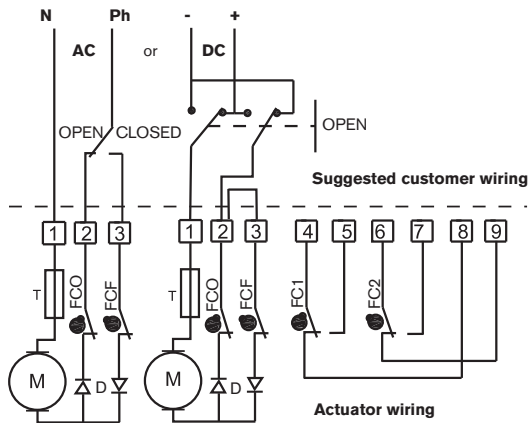 N Ph - +
AC or DC
OPEN CLOSED
OPEN
Suggested customer wiring
1 2 3 1 2 3 4 5 6 7 8 9
T FCO FCF T FCO FCF FC1 FC2
M D M D
Actuator wiring